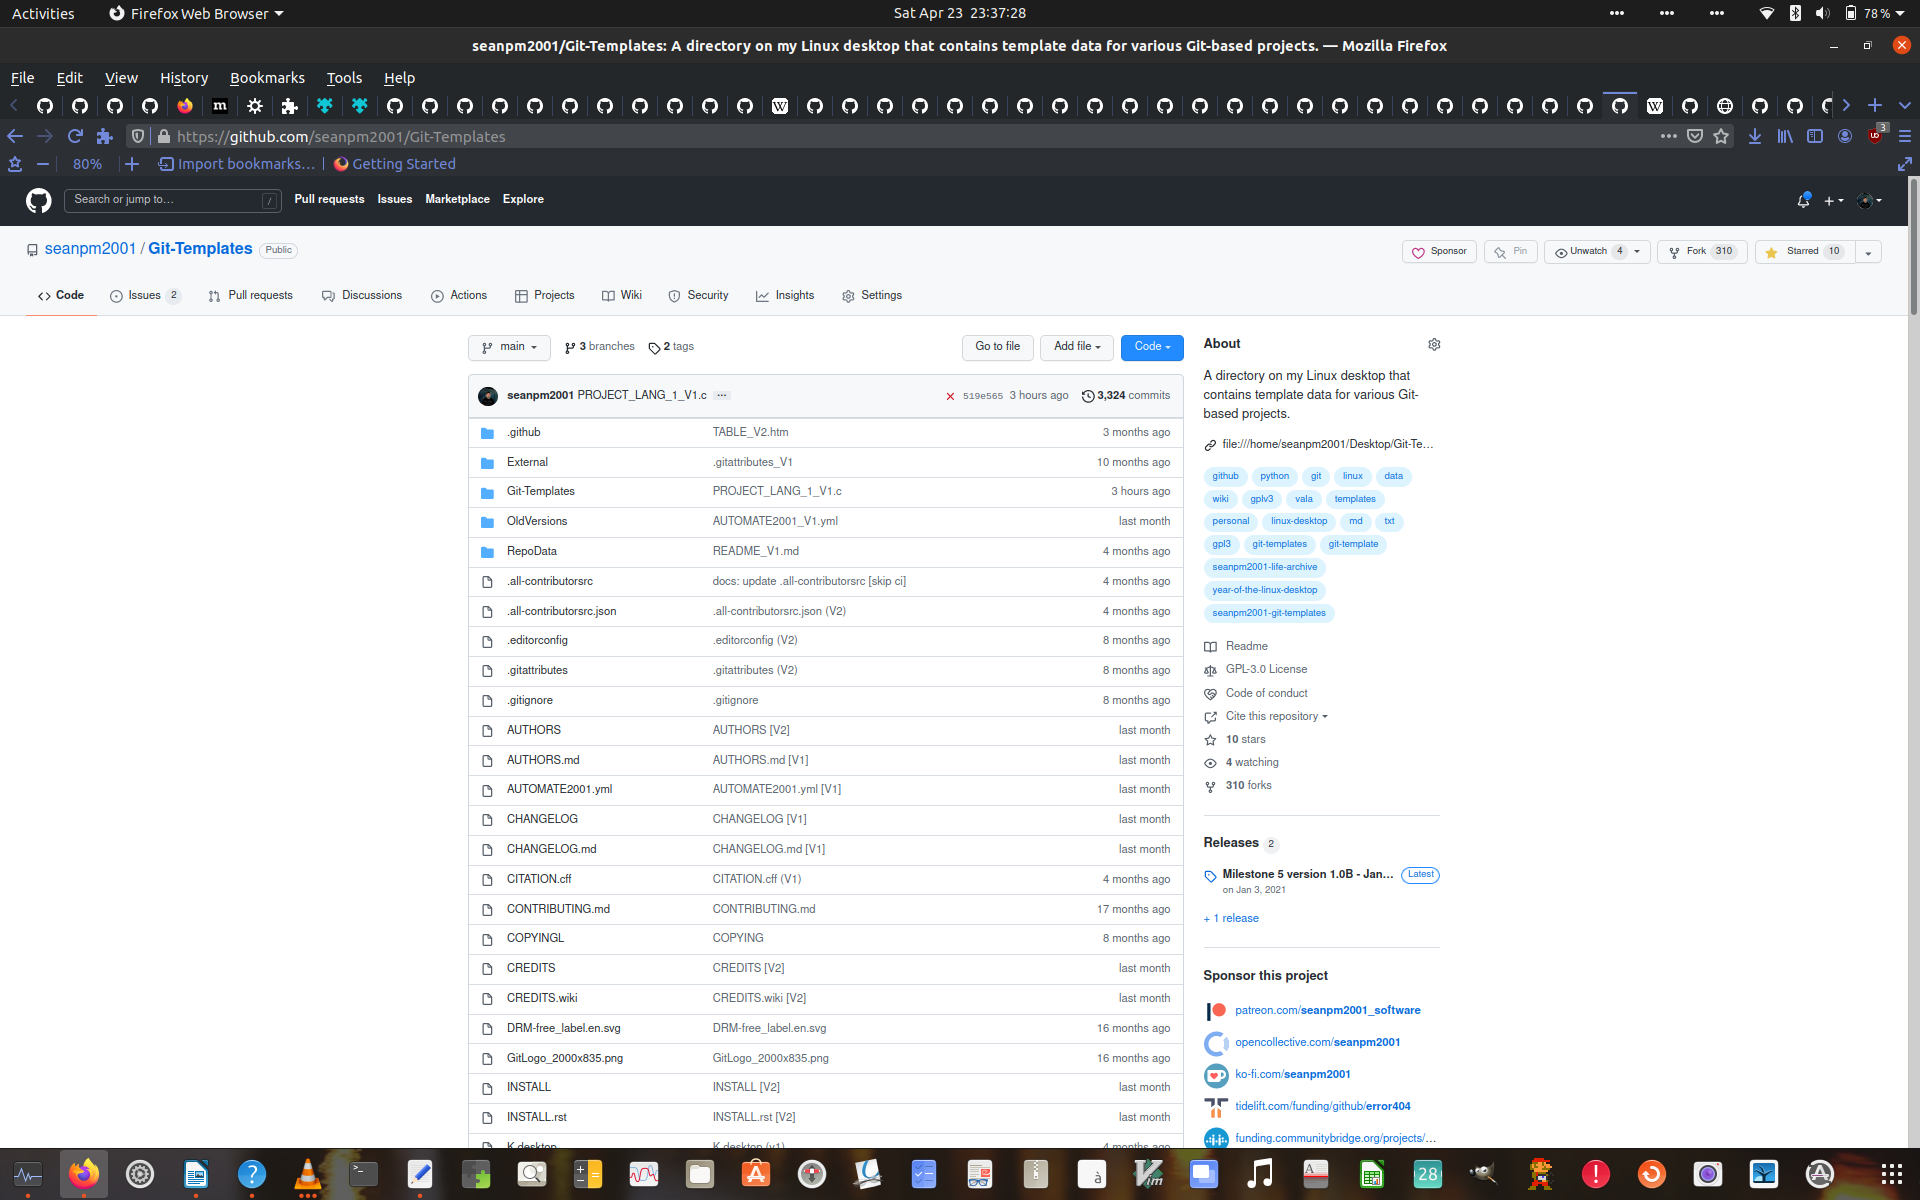 Activities
Firefox Web Browser
Sat Apr 23 23:37:28
78 %
seanpm2001/Git-Templates: A directory on my Linux desktop that contains template data for various Git-based projects. — Mozilla Firefox
File Edit View History Bookmarks Tools Help
https://github.com/seanpm2001/Git-Templates
3
80%
Import bookmarks...
Getting Started
Search or jump to...
/
Pull requests Issues Marketplace Explore
seanpm2001 / Git-Templates Public
Sponsor
Pin
Unwatch 4
Fork 310
Starred 10
Code
Issues 2
Pull requests
Discussions
Actions
Projects
Wiki
Security
Insights
Settings
main
3 branches
2 tags
Go to file
Add file
Code
seanpm2001 PROJECT_LANG_1_V1.c ...
519e565 3 hours ago
3,324 commits
.github TABLE_V2.htm 3 months ago
External .gitattributes_V1 10 months ago
Git-Templates PROJECT_LANG_1_V1.c 3 hours ago
OldVersions AUTOMATE2001_V1.yml last month
RepoData README_V1.md 4 months ago
.all-contributorsrc docs: update .all-contributorsrc [skip ci] 4 months ago
.all-contributorsrc.json .all-contributorsrc.json (V2) 4 months ago
.editorconfig .editorconfig (V2) 8 months ago
.gitattributes .gitattributes (V2) 8 months ago
.gitignore .gitignore 8 months ago
AUTHORS AUTHORS [V2] last month
AUTHORS.md AUTHORS.md [V1] last month
AUTOMATE2001.yml AUTOMATE2001.yml [V1] last month
CHANGELOG CHANGELOG [V1] last month
CHANGELOG.md CHANGELOG.md [V1] last month
CITATION.cff CITATION.cff (V1) 4 months ago
CONTRIBUTING.md CONTRIBUTING.md 17 months ago
COPYINGL COPYING 8 months ago
CREDITS CREDITS [V2] last month
CREDITS.wiki CREDITS.wiki [V2] last month
DRM-free_label.en.svg DRM-free_label.en.svg 16 months ago
GitLogo_2000x835.png GitLogo_2000x835.png 16 months ago
INSTALL INSTALL [V2] last month
INSTALL.rst INSTALL.rst [V2] last month
K.desktop K.desktop (v1) 4 months ago
About
A directory on my Linux desktop that
contains template data for various Git-
based projects.
file:///home/seanpm2001/Desktop/Git-Te...
github python git linux data
wiki gplv3 vala templates
personal linux-desktop md txt
gpl3 git-templates git-template
seanpm2001-life-archive
year-of-the-linux-desktop
seanpm2001-git-templates
Readme
GPL-3.0 License
Code of conduct
Cite this repository
10 stars
4 watching
310 forks
Releases 2
Milestone 5 version 1.0B - Jan... Latest
on Jan 3, 2021
+ 1 release
Sponsor this project
patreon.com/seanpm2001_software
opencollective.com/seanpm2001
ko-fi.com/seanpm2001
tidelift.com/funding/github/error404
funding.communitybridge.org/projects/...
28